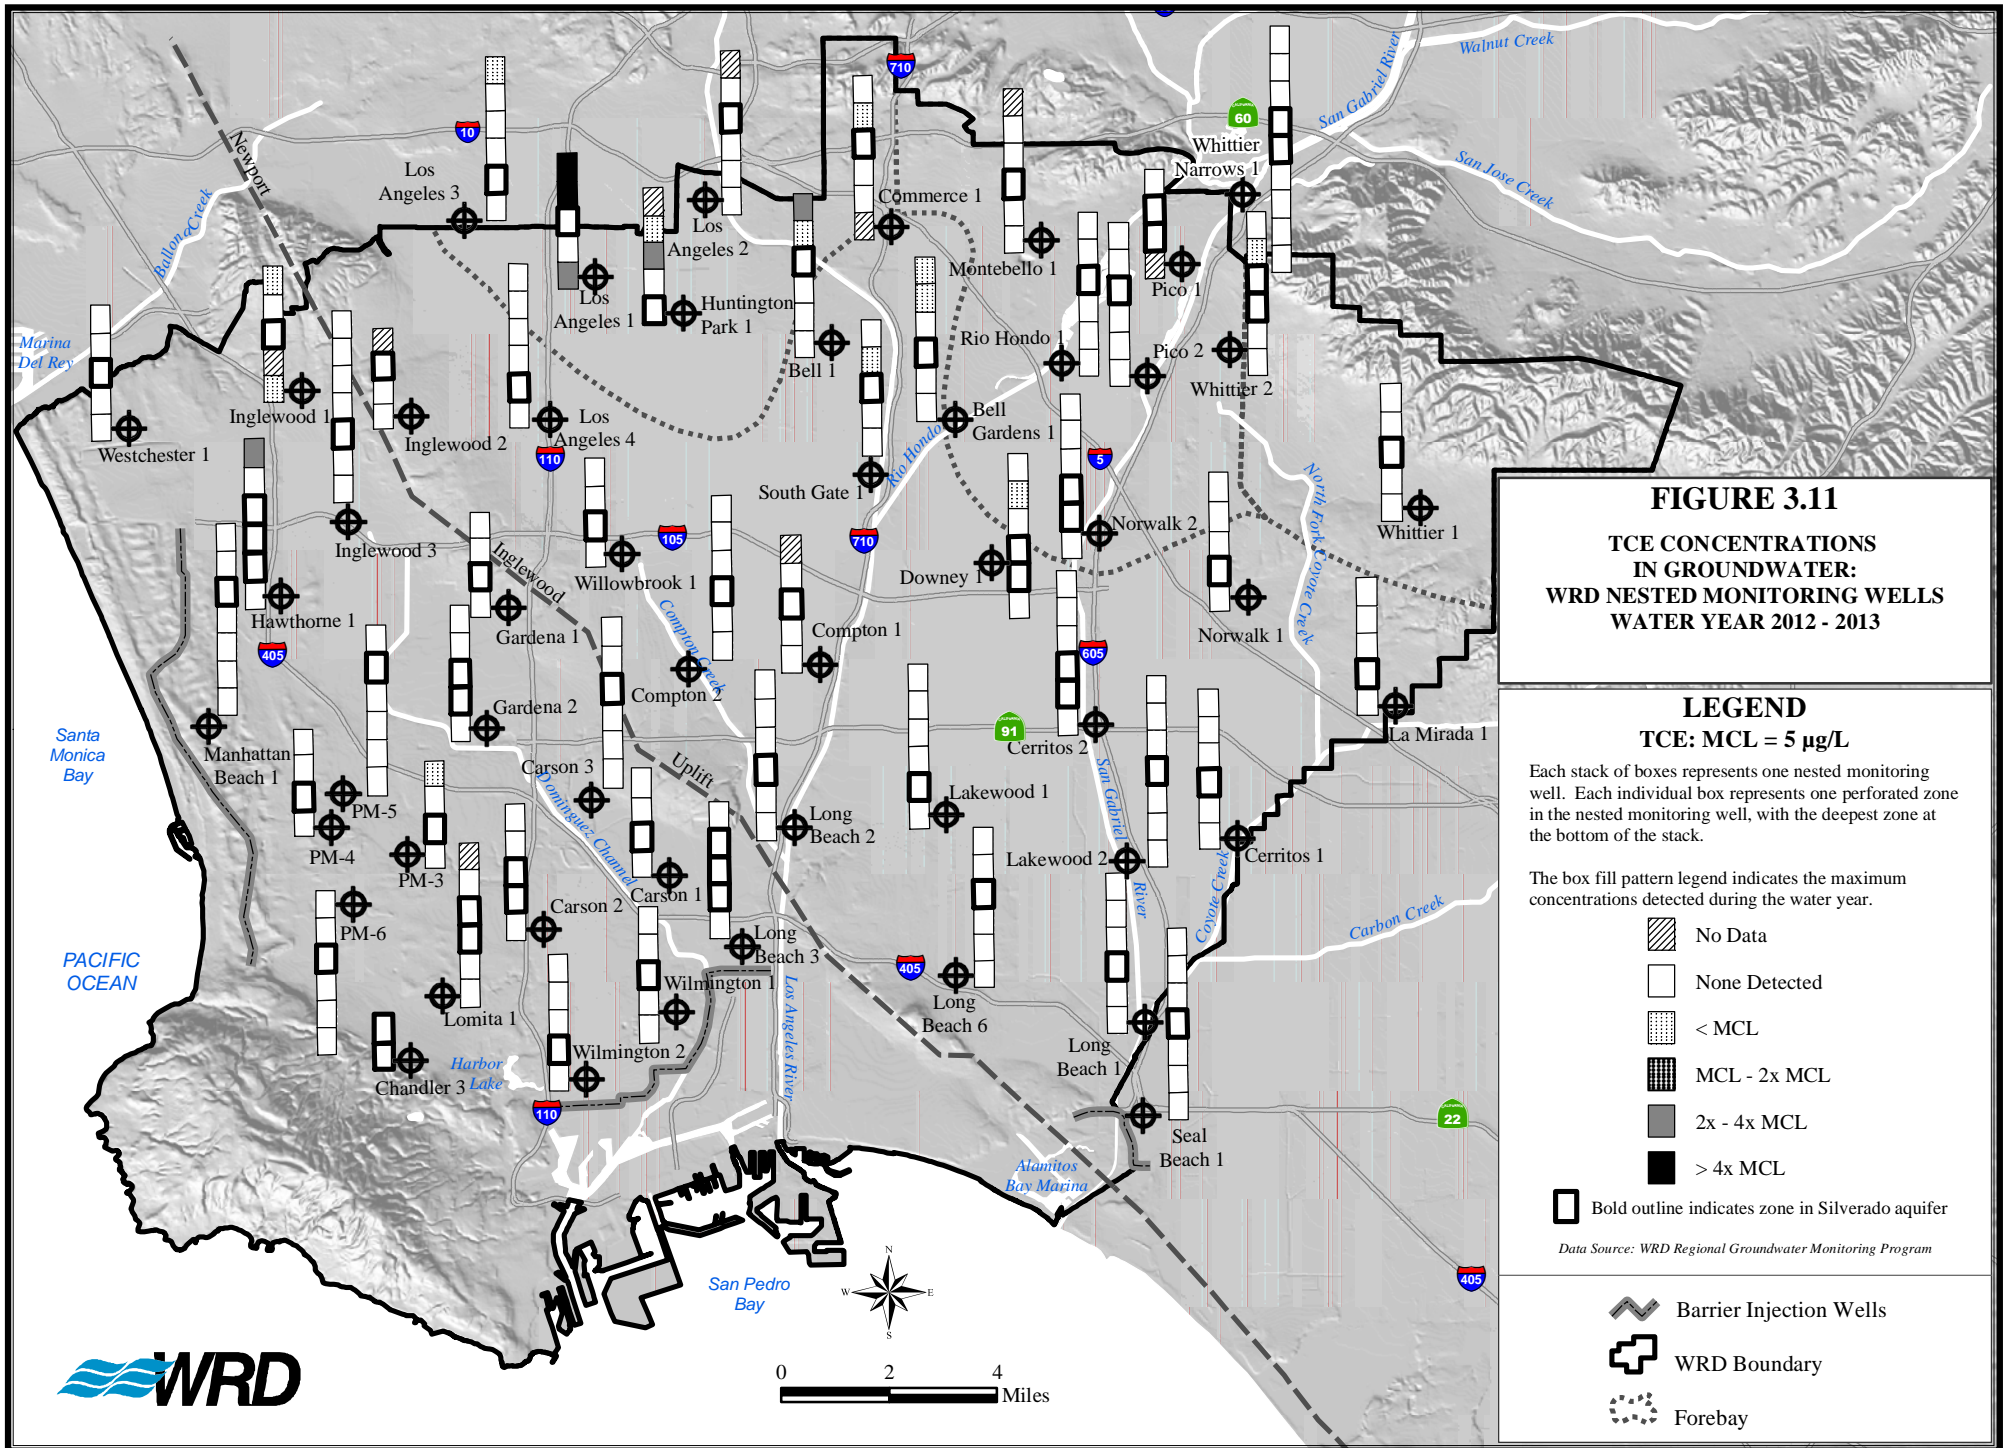 710
Walnut Creek
San Gabriel River
10
CALIFORNIA
60
Newport
Whittier
Narrows 1
San Jose Creek
Los
Angeles 3
Ballona Creek
Commerce 1
Los
Angeles 2
Montebello 1
Pico 1
Los
Angeles 1
Huntington
Park 1
Marina
Del Rey
Rio Hondo 1
Pico 2
Bell 1
Whittier 2
Inglewood 1
Inglewood 2
Los
Angeles 4
Bell
Gardens 1
Westchester 1
110
5
Rio Hondo
South Gate 1
North Fork Coyote Creek
Inglewood 3
Inglewood
Willowbrook 1
105
710
Norwalk 2
Whittier 1
Downey 1
Hawthorne 1
Gardena 1
Compton Creek
Compton 1
Norwalk 1
405
605
Compton 2
Gardena 2
CALIFORNIA
91
Cerritos 2
La Mirada 1
Santa
Monica
Bay
Manhattan
Beach 1
Carson 3
Uplift
San Gabriel
River
Dominguez Channel
PM-5
PM-4
Lakewood 1
Long
Beach 2
PM-3
Lakewood 2
Cerritos 1
Carson 1
Carson 2
Coyote Creek
Carbon Creek
PM-6
Long
Beach 3
PACIFIC
OCEAN
405
Wilmington 1
Los Angeles River
Lomita 1
Long
Beach 6
Harbor
Lake
Wilmington 2
Long
Beach 1
Chandler 3
110
CALIFORNIA
22
Seal
Beach 1
Alamitos
Bay Marina
San Pedro
Bay
405
N
W
E
S
0
2
4
Miles
WRD
FIGURE 3.11
TCE CONCENTRATIONS
IN GROUNDWATER:
WRD NESTED MONITORING WELLS
WATER YEAR 2012 - 2013
LEGEND
TCE: MCL = 5 µg/L
Each stack of boxes represents one nested monitoring
well. Each individual box represents one perforated zone
in the nested monitoring well, with the deepest zone at
the bottom of the stack.
The box fill pattern legend indicates the maximum
concentrations detected during the water year.
No Data
None Detected
< MCL
MCL - 2x MCL
2x - 4x MCL
> 4x MCL
Bold outline indicates zone in Silverado aquifer
Data Source: WRD Regional Groundwater Monitoring Program
Barrier Injection Wells
WRD Boundary
Forebay